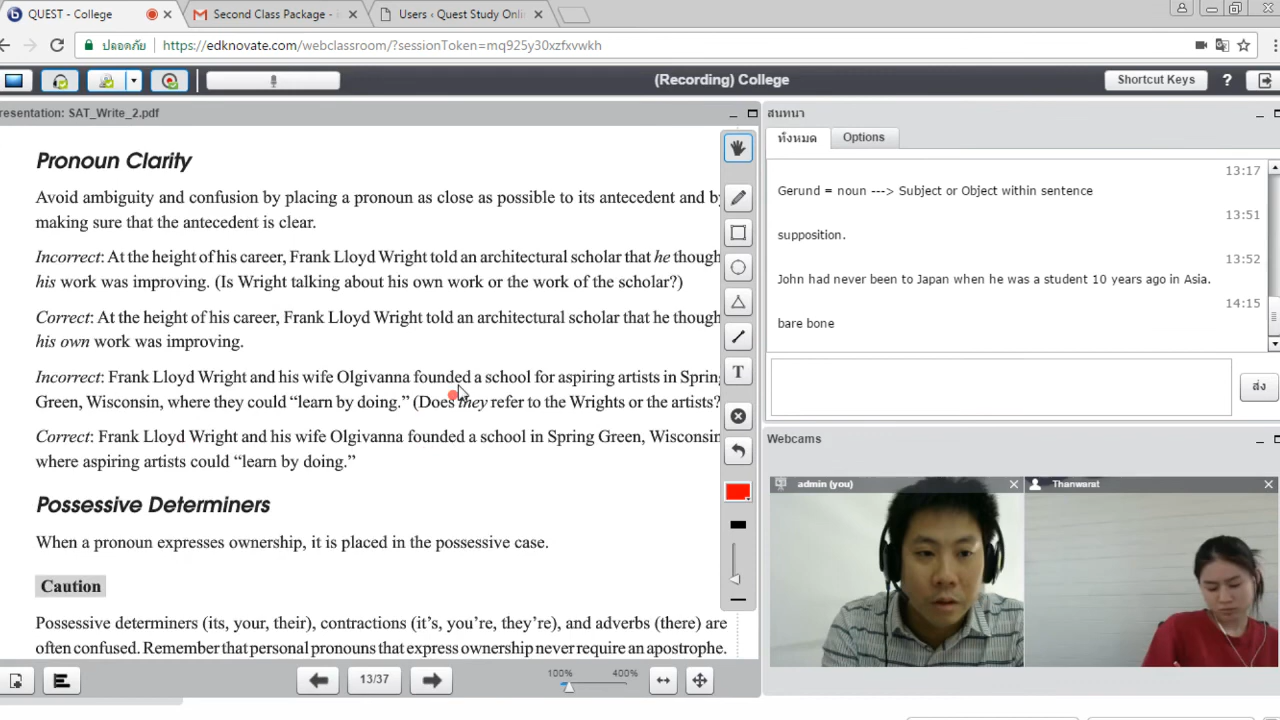 QUEST - College
Second Class Package -
Users ‹ Quest Study Onli
ปลอดภัย
https://edknovate.com/webclassroom/?sessionToken=mq925y30xzfxvwkh
(Recording) College
Shortcut Keys
?
resentation: SAT_Write_2.pdf
Pronoun Clarity
Avoid ambiguity and confusion by placing a pronoun as close as possible to its antecedent and by
making sure that the antecedent is clear.
Incorrect: At the height of his career, Frank Lloyd Wright told an architectural scholar that he though
his work was improving. (Is Wright talking about his own work or the work of the scholar?)
Correct: At the height of his career, Frank Lloyd Wright told an architectural scholar that he though
his own work was improving.
Incorrect: Frank Lloyd Wright and his wife Olgivanna founded a school for aspiring artists in Spring
Green, Wisconsin, where they could “learn by doing.” (Does they refer to the Wrights or the artists?
Correct: Frank Lloyd Wright and his wife Olgivanna founded a school in Spring Green, Wisconsin
where aspiring artists could “learn by doing.”
Possessive Determiners
When a pronoun expresses ownership, it is placed in the possessive case.
Caution
Possessive determiners (its, your, their), contractions (it’s, you’re, they’re), and adverbs (there) are
often confused. Remember that personal pronouns that express ownership never require an apostrophe.
T
13/37
100%
400%
สนทนา
ทั้งหมด
Options
13:17
Gerund = noun ---> Subject or Object within sentence
13:51
supposition.
13:52
John had never been to Japan when he was a student 10 years ago in Asia.
14:15
bare bone
ส่ง
Webcams
admin (you)
Thanwarat